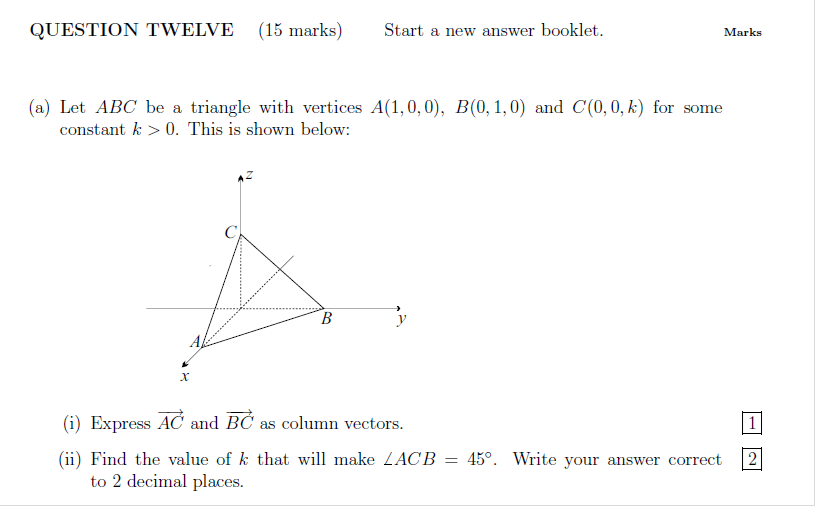 QUESTION TWELVE (15 marks) Start a new answer booklet. Marks
(a) Let ABC be a triangle with vertices A(1, 0, 0), B(0, 1, 0) and C(0, 0, k) for some
constant k > 0. This is shown below:
z
C
B
y
A
x
(i) Express \overrightarrow{AC} and \overrightarrow{BC} as column vectors. 1
(ii) Find the value of k that will make ∠ACB = 45°. Write your answer correct 2
to 2 decimal places.